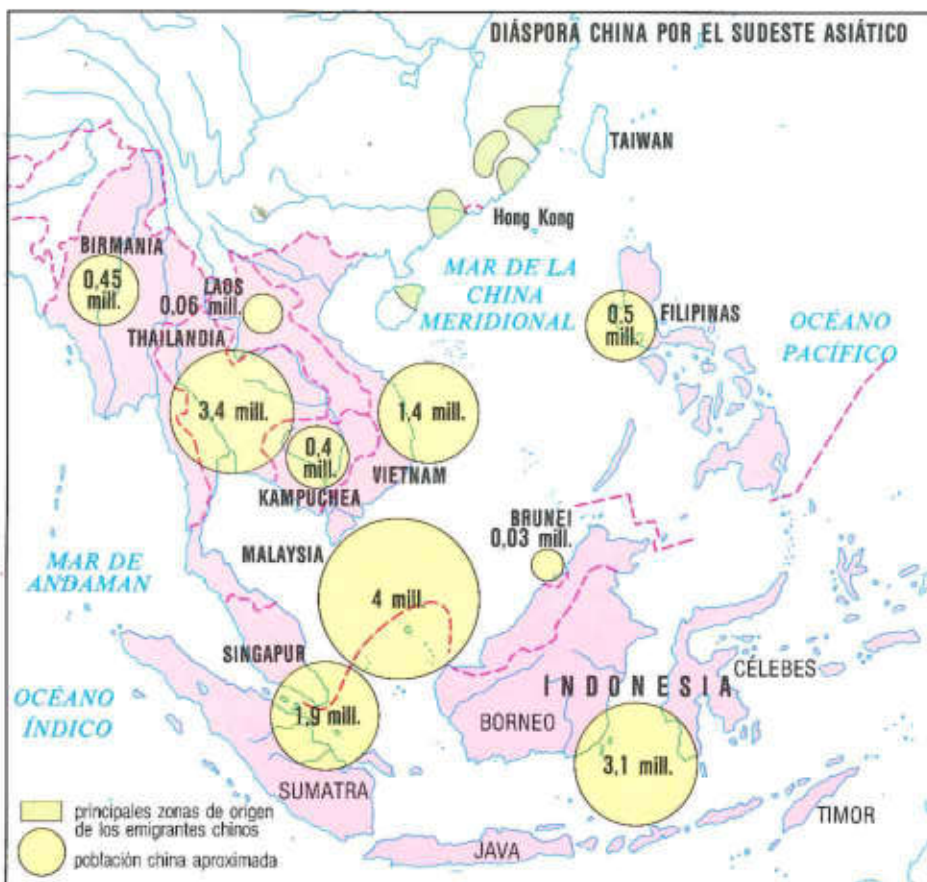 DIÁSPORA CHINA POR EL SUDESTE ASIÁTICO
TAIWAN
Hong Kong
BIRMANIA
0,45
mill.
LAOS
0,06 mill.
THAILANDIA
3,4 mill.
MAR DE LA
CHINA
MERIDIONAL
0,5
mill.
FILIPINAS
OCÉANO
PACÍFICO
1,4 mill.
0,4
mill.
VIETNAM
KAMPUCHEA
BRUNEI
0,03 mill.
MALAYSIA
4 mill.
MAR DE
ANDAMAN
SINGAPUR
1,9 mill.
OCÉANO
ÍNDICO
CÉLEBES
INDONESIA
BORNEO
3,1 mill.
SUMATRA
TIMOR
JAVA
principales zonas de origen
de los emigrantes chinos
población china aproximada